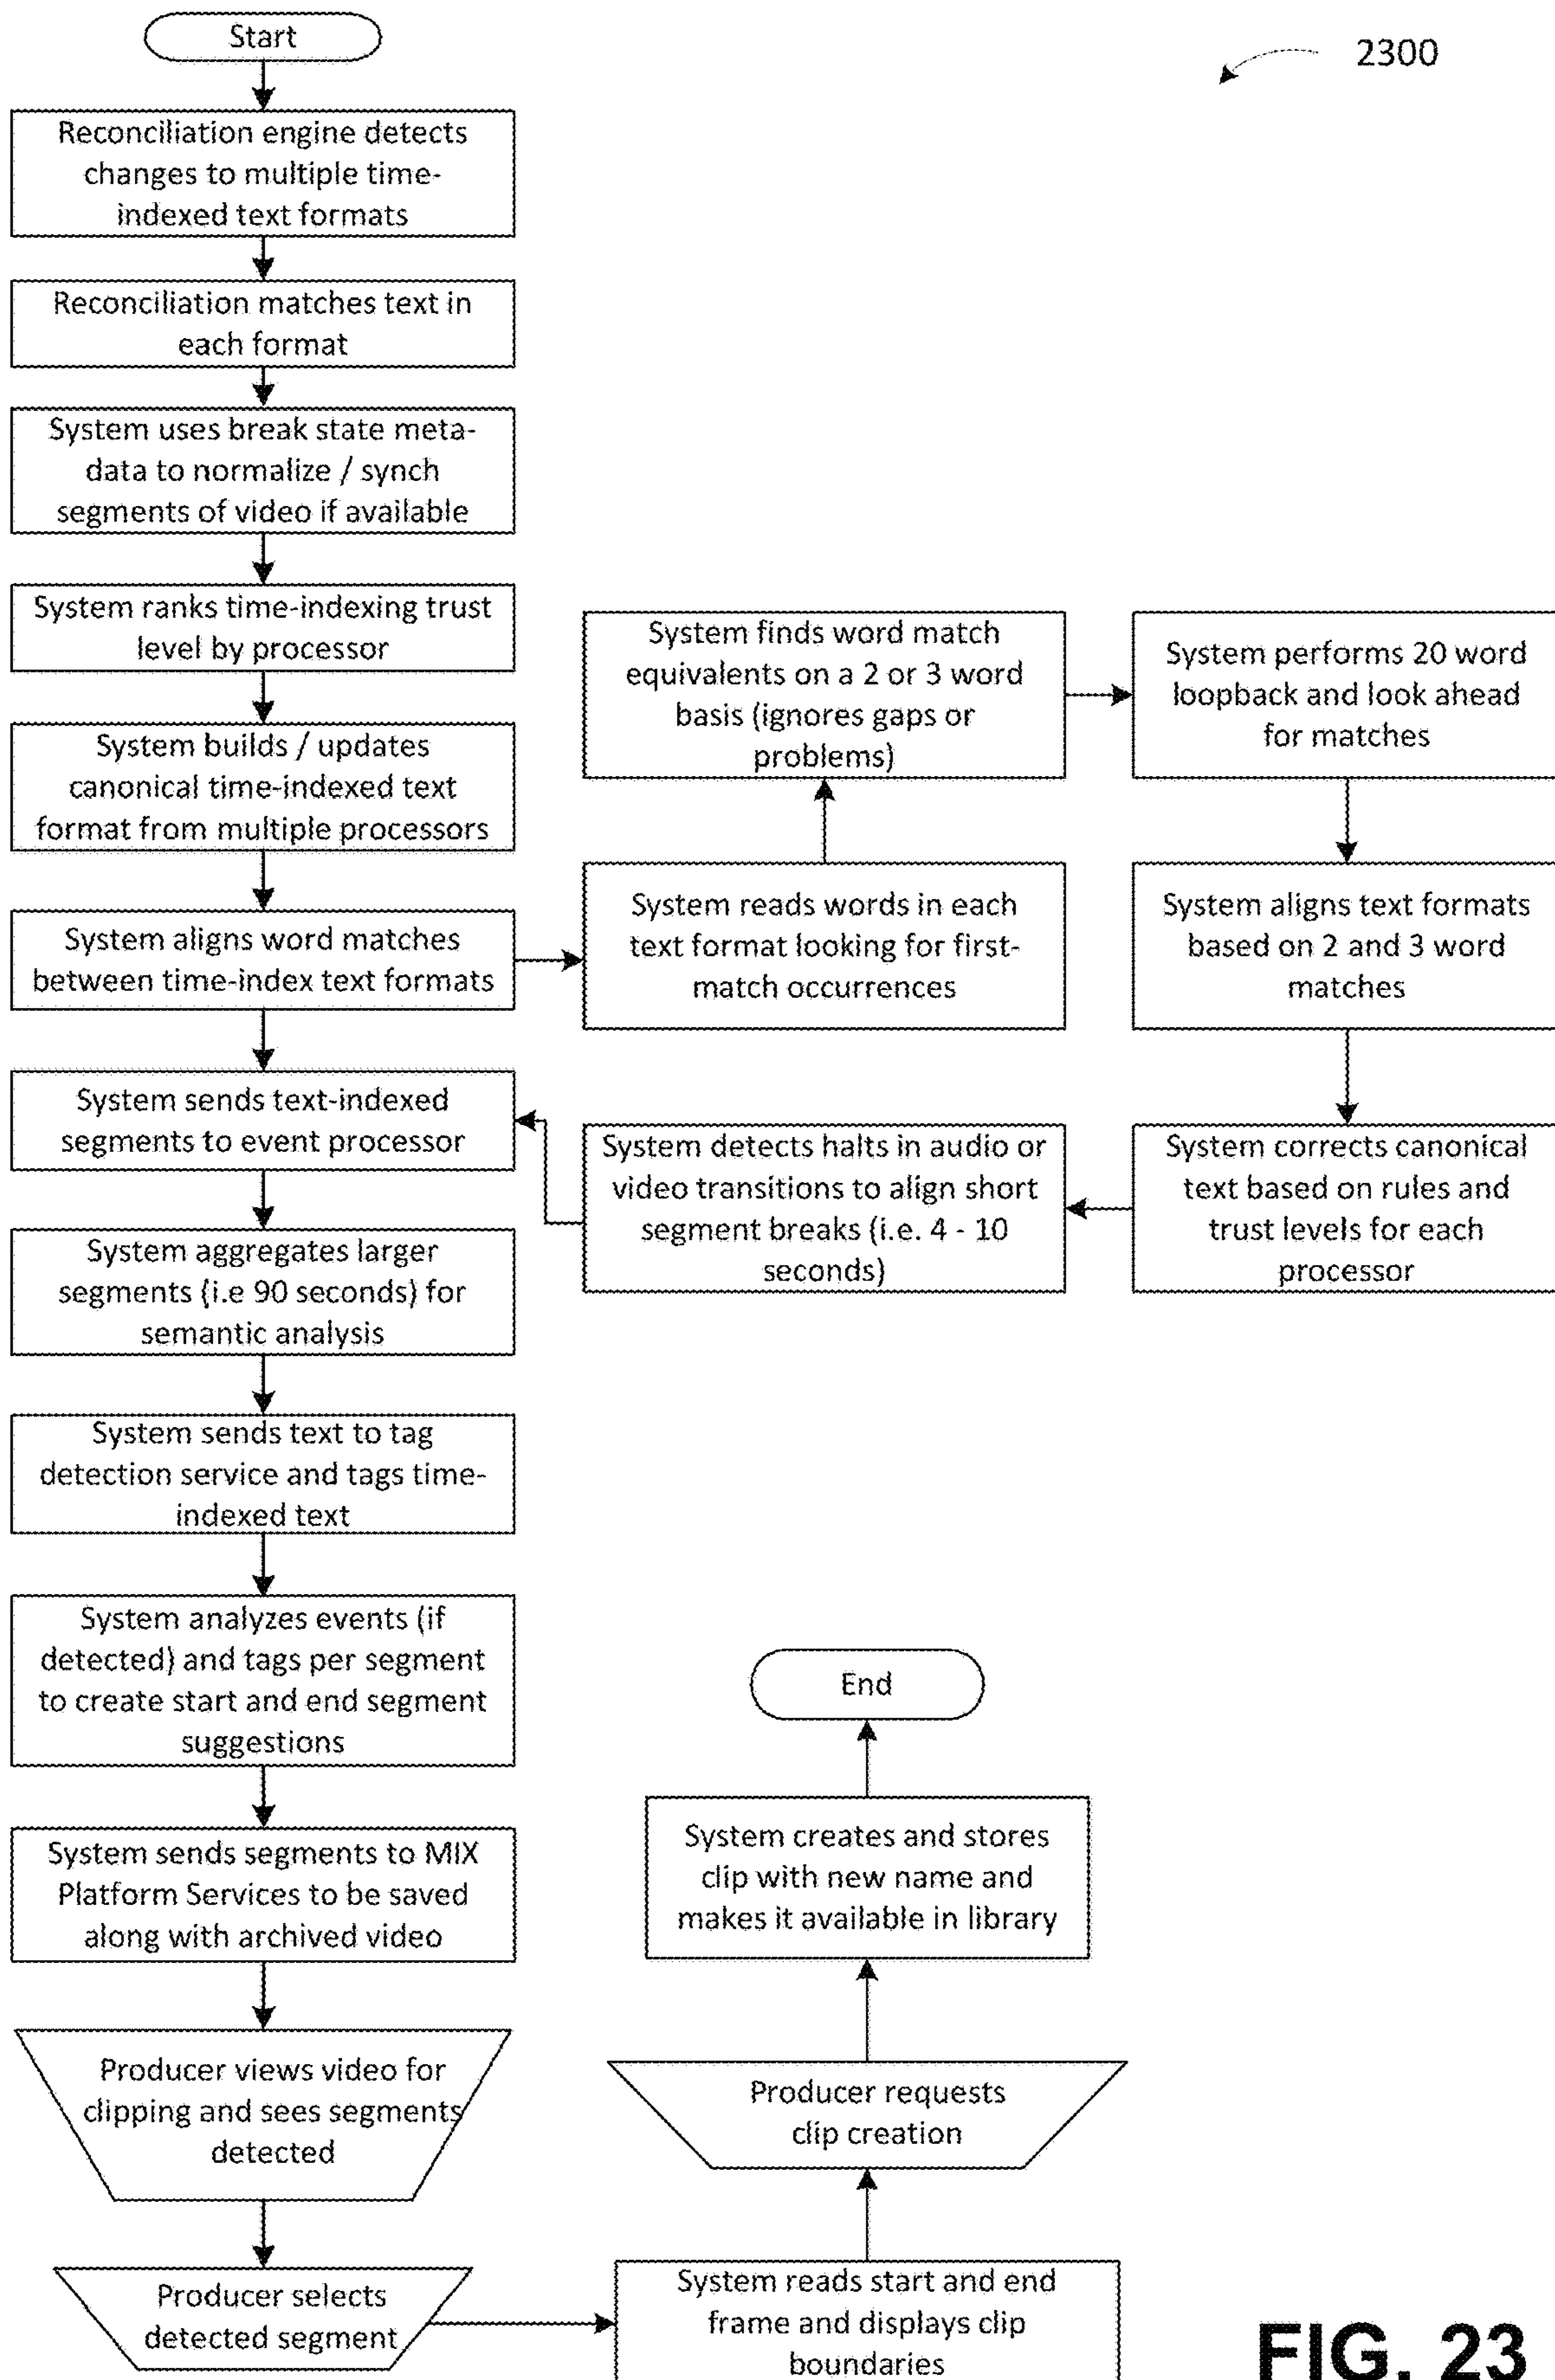 Start
2300
Reconciliation engine detects
changes to multiple time-
indexed text formats
Reconciliation matches text in
each format
System uses break state meta-
data to normalize / synch
segments of video if available
System ranks time-indexing trust
level by processor
System builds / updates
canonical time-indexed text
format from multiple processors
System aligns word matches
between time-index text formats
System reads words in each
text format looking for first-
match occurrences
System finds word match
equivalents on a 2 or 3 word
basis (ignores gaps or
problems)
System performs 20 word
loopback and look ahead
for matches
System aligns text formats
based on 2 and 3 word
matches
System corrects canonical
text based on rules and
trust levels for each
processor
System detects halts in audio or
video transitions to align short
segment breaks (i.e. 4 - 10
seconds)
System sends text-indexed
segments to event processor
System aggregates larger
segments (i.e 90 seconds) for
semantic analysis
System sends text to tag
detection service and tags time-
indexed text
System analyzes events (if
detected) and tags per segment
to create start and end segment
suggestions
System sends segments to MIX
Platform Services to be saved
along with archived video
Producer views video for
clipping and sees segments
detected
Producer selects
detected segment
System reads start and end
frame and displays clip
boundaries
Producer requests
clip creation
System creates and stores
clip with new name and
makes it available in library
End
FIG. 23